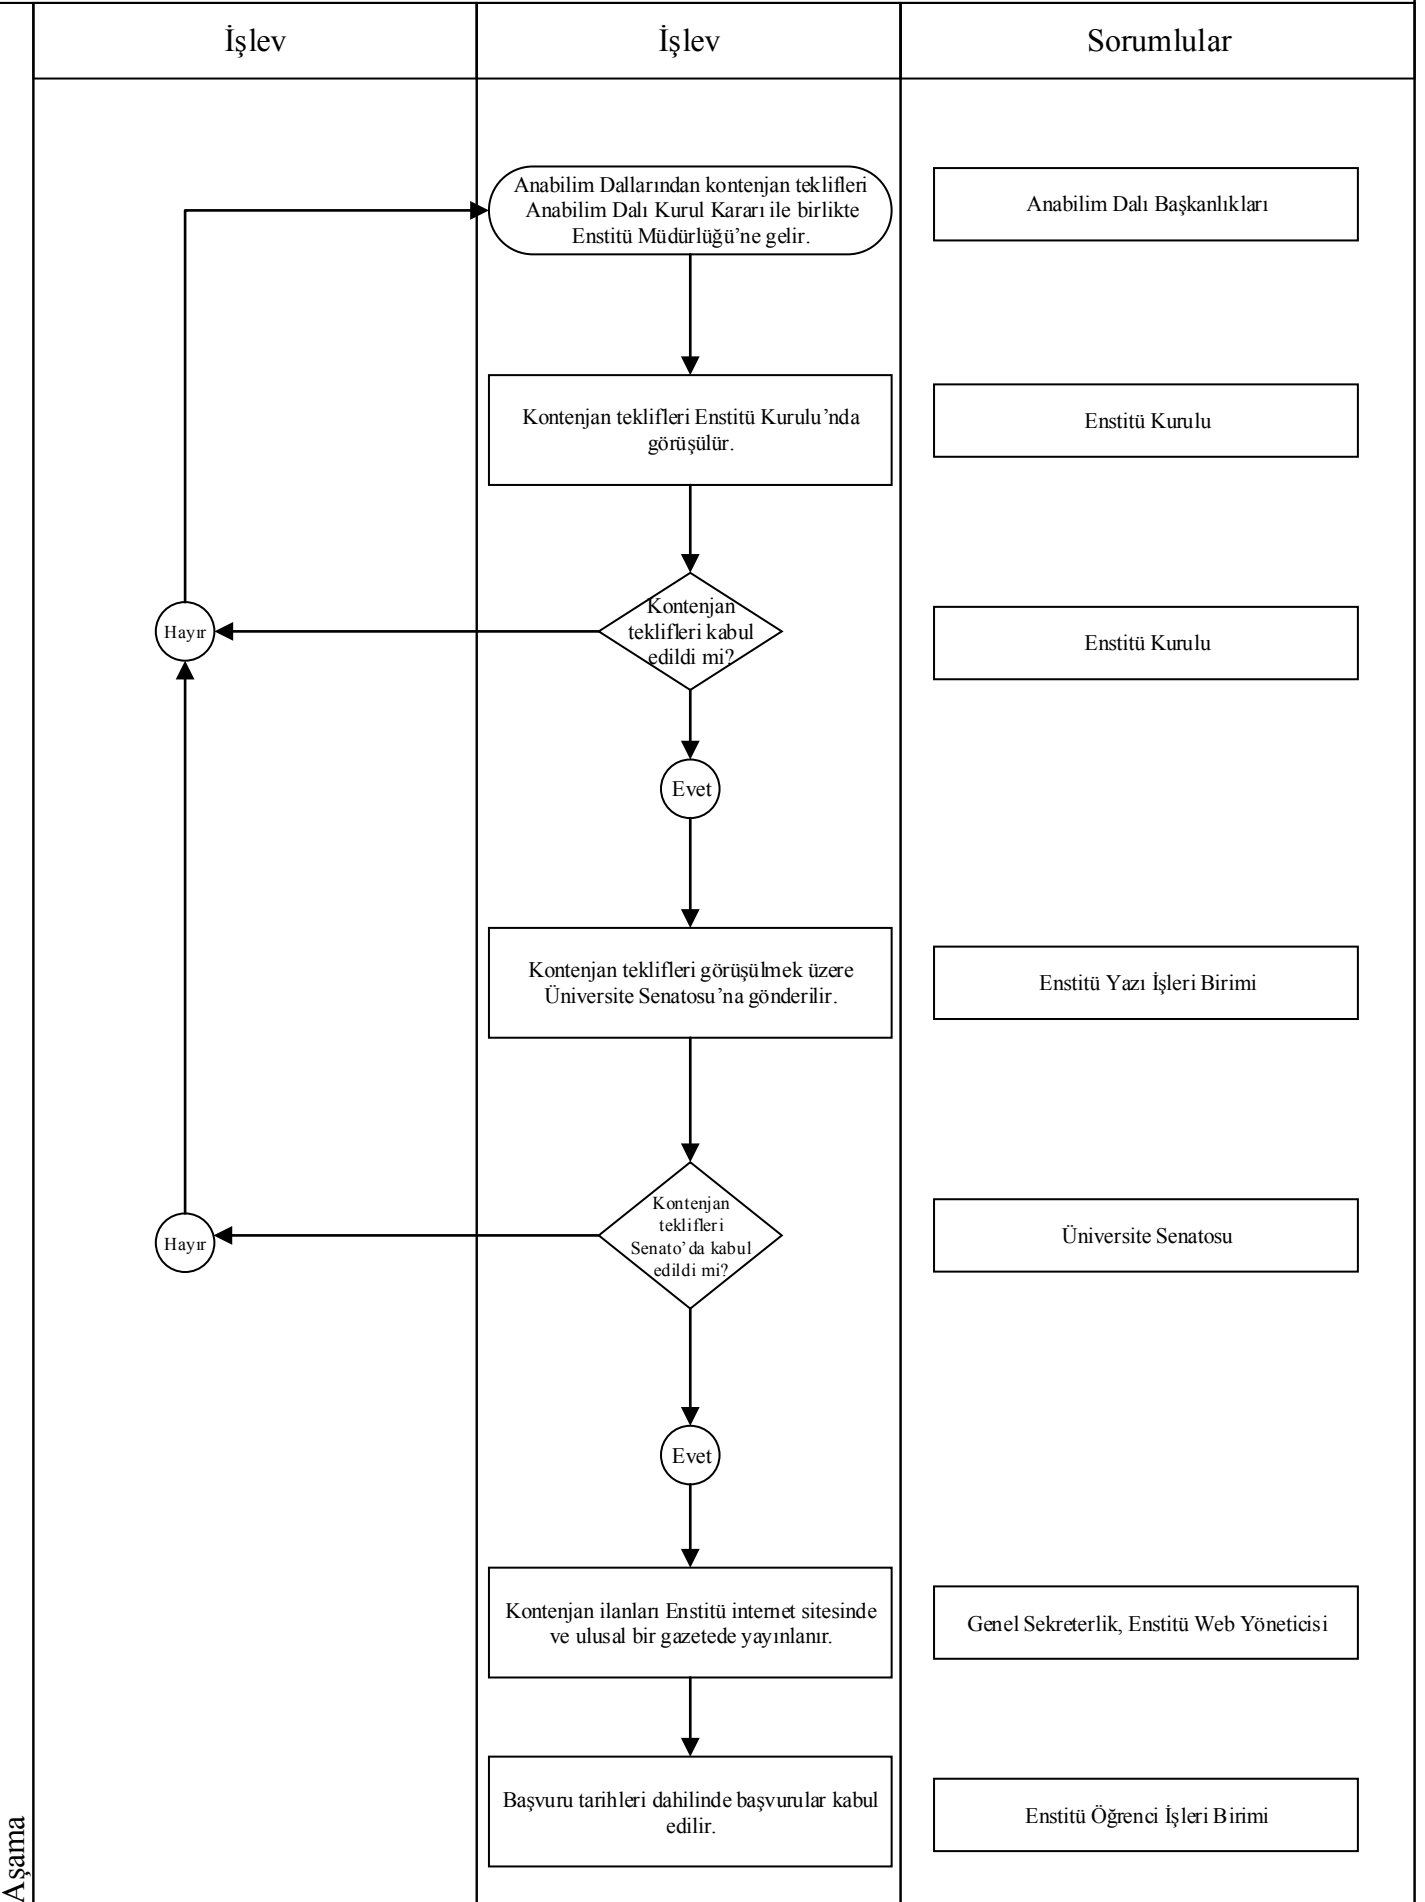 İşlev
İşlev
Sorumlular
Anabilim Dallarından kontenjan teklifleri
Anabilim Dalı Kurul Kararı ile birlikte
Enstitü Müdürlüğü’ne gelir.
Anabilim Dalı Başkanlıkları
Kontenjan teklifleri Enstitü Kurulu’nda
görüşülür.
Enstitü Kurulu
Hayır
Kontenjan
teklifleri kabul
edildi mi?
Enstitü Kurulu
Evet
Kontenjan teklifleri görüşülmek üzere
Üniversite Senatosu’na gönderilir.
Enstitü Yazı İşleri Birimi
Hayır
Kontenjan
teklifleri
Senato’da kabul
edildi mi?
Üniversite Senatosu
Evet
Kontenjan ilanları Enstitü internet sitesinde
ve ulusal bir gazetede yayınlanır.
Genel Sekreterlik, Enstitü Web Yöneticisi
Başvuru tarihleri dahilinde başvurular kabul
edilir.
Enstitü Öğrenci İşleri Birimi
Aşama